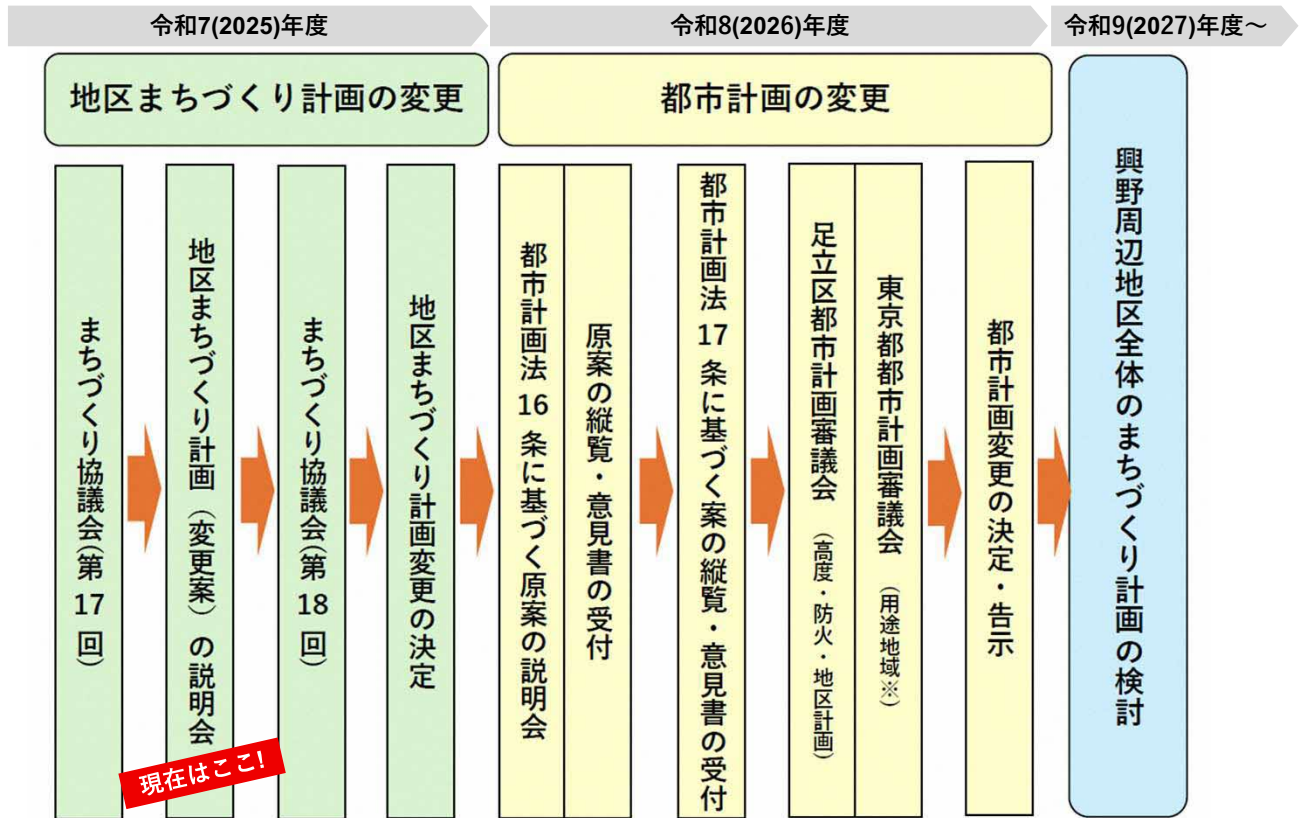 令和7(2025)年度
令和8(2026)年度
令和9(2027)年度～
地区まちづくり計画の変更
都市計画の変更
まちづくり協議会(第17回)
地区まちづくり計画（変更案）の説明会
現在はここ!
まちづくり協議会(第18回)
地区まちづくり計画変更の決定
都市計画法16条に基づく原案の説明会
原案の縦覧・意見書の受付
都市計画法17条に基づく案の縦覧・意見書の受付
足立区都市計画審議会（高度・防火・地区計画）
東京都都市計画審議会（用途地域※）
都市計画変更の決定・告示
興野周辺地区全体のまちづくり計画の検討